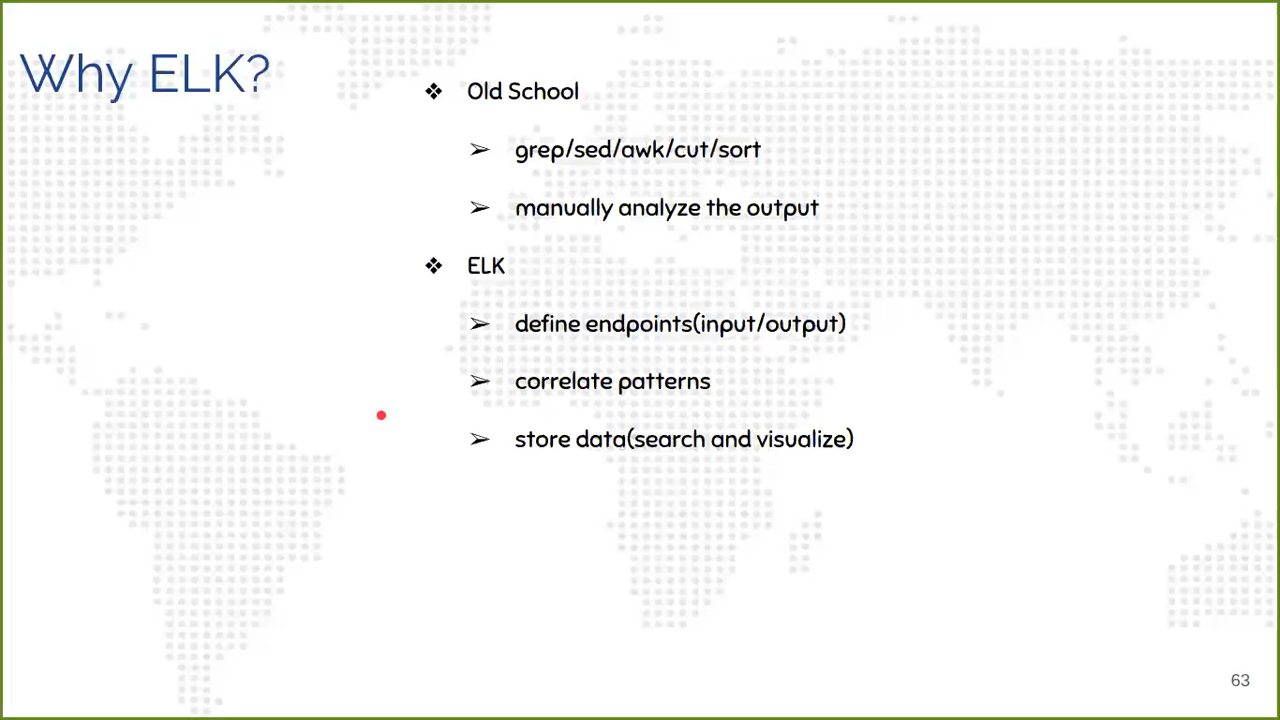 Why ELK?
❖ Old School
➢ grep/sed/awk/cut/sort
➢ manually analyze the output
❖ ELK
➢ define endpoints(input/output)
➢ correlate patterns
➢ store data(search and visualize)
63